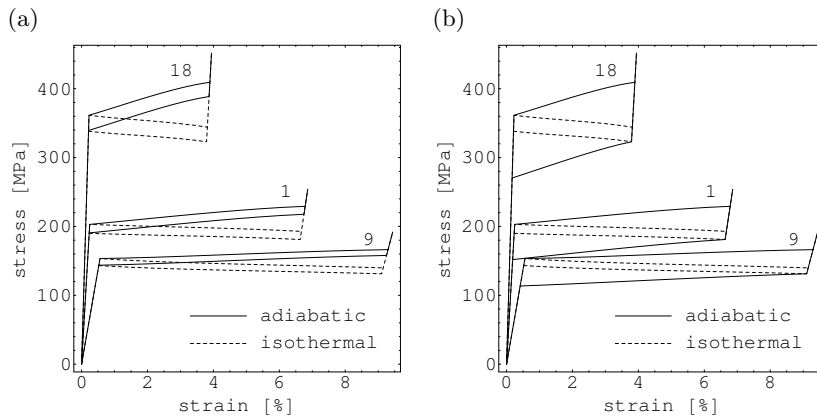 (a)
stress [MPa]
400
300
200
100
0
18
1
9
adiabatic
isothermal
0 2 4 6 8
strain [%]
(b)
stress [MPa]
400
300
200
100
0
18
1
9
adiabatic
isothermal
0 2 4 6 8
strain [%]